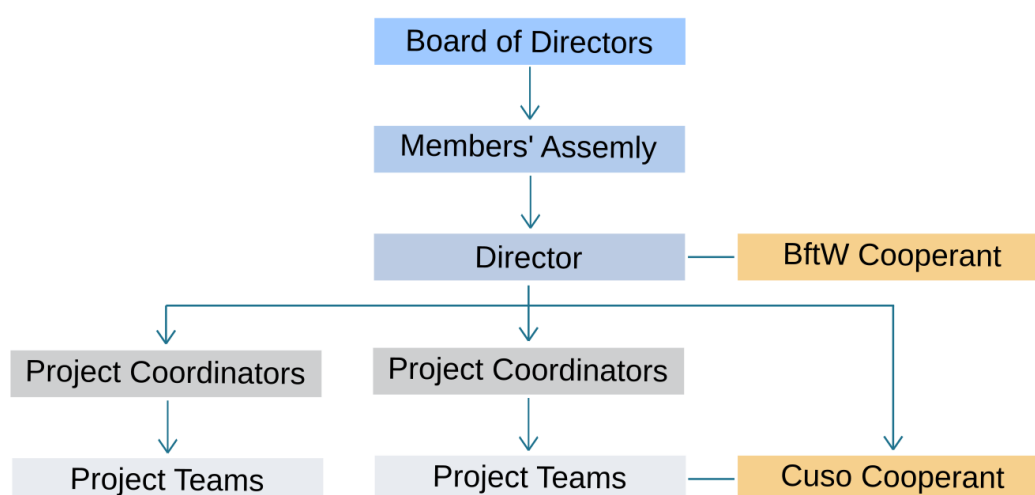 Board of Directors
Members' Assemly
Director
BftW Cooperant
Project Coordinators
Project Coordinators
Project Teams
Project Teams
Cuso Cooperant